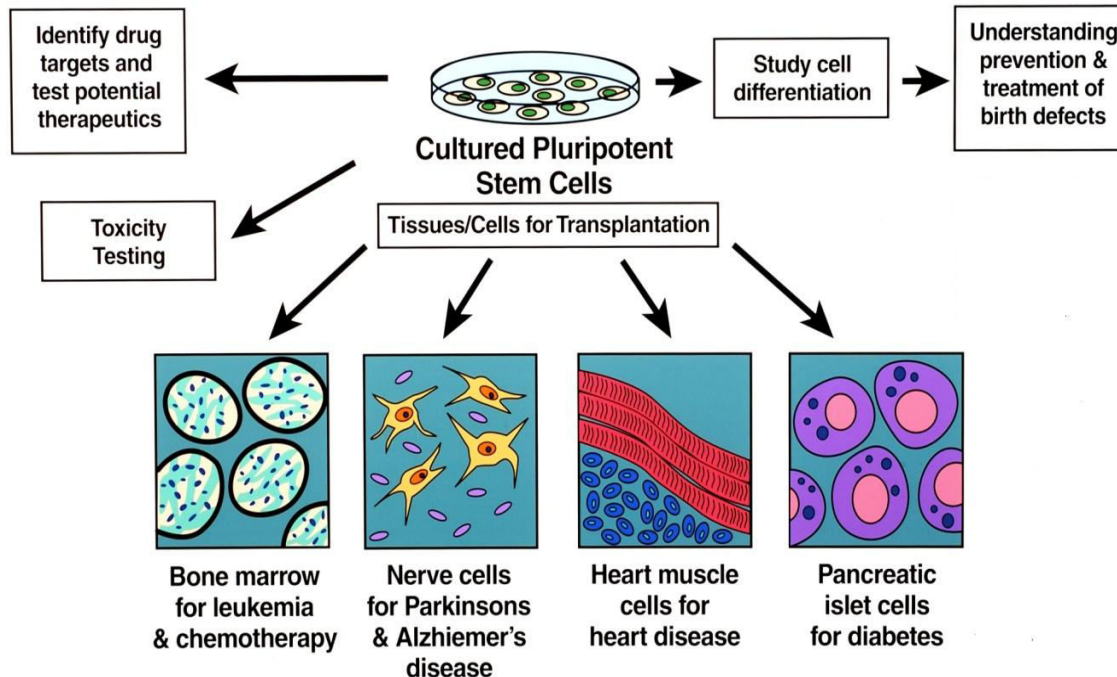 Identify drug
targets and
test potential
therapeutics
Study cell
differentiation
Understanding
prevention &
treatment of
birth defects
Cultured Pluripotent
Stem Cells
Toxicity
Testing
Tissues/Cells for Transplantation
Bone marrow
for leukemia
& chemotherapy
Nerve cells
for Parkinsons
& Alzhiemer's
disease
Heart muscle
cells for
heart disease
Pancreatic
islet cells
for diabetes